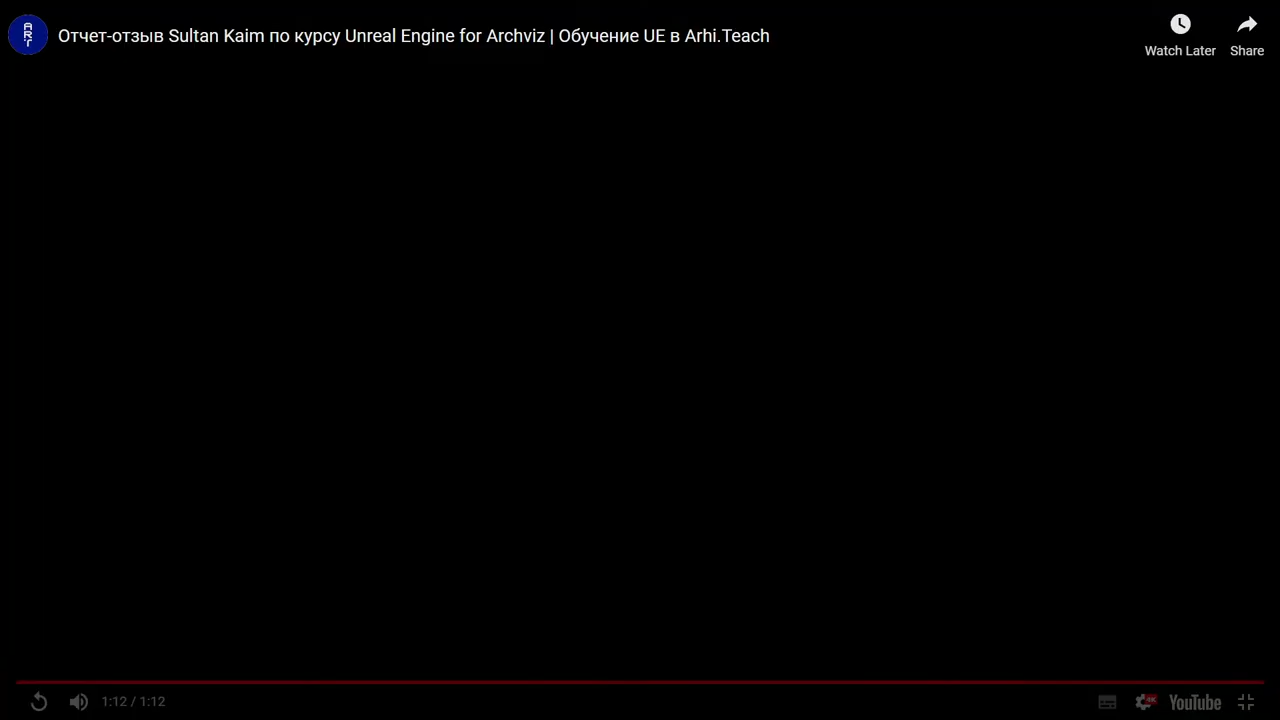 ART
Отчет-отзыв Sultan Kaim по курсу Unreal Engine for Archviz | Обучение UE в Arhi.Teach
Watch Later
Share
1:12 / 1:12
4K
YouTube